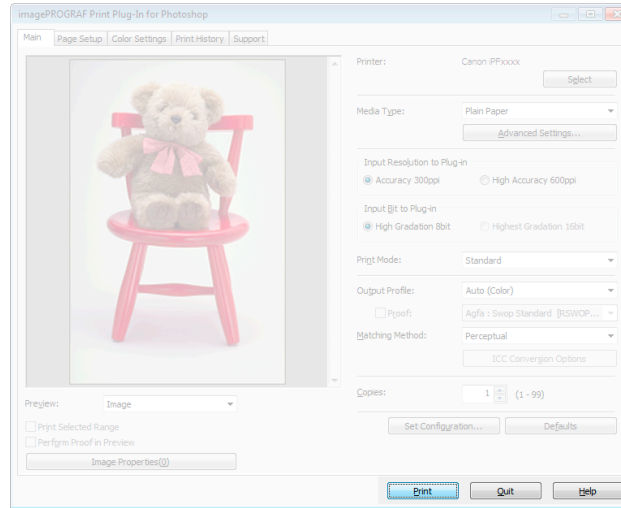 imagePROGRAF Print Plug-In for Photoshop
Main Page Setup Color Settings Print History Support
Printer: Canon iPFxxxx
Select
Media Type: Plain Paper
Advanced Settings...
Input Resolution to Plug-in
Accuracy 300ppi High Accuracy 600ppi
Input Bit to Plug-in
High Gradation 8bit Highest Gradation 16bit
Print Mode: Standard
Output Profile: Auto (Color)
Proof: Agfa : Swop Standard [RSWOP...
Matching Method: Perceptual
ICC Conversion Options
Copies: 1 (1 - 99)
Preview: Image
Print Selected Range
Perform Proof in Preview
Image Properties(O)
Set Configuration... Defaults
Print Quit Help